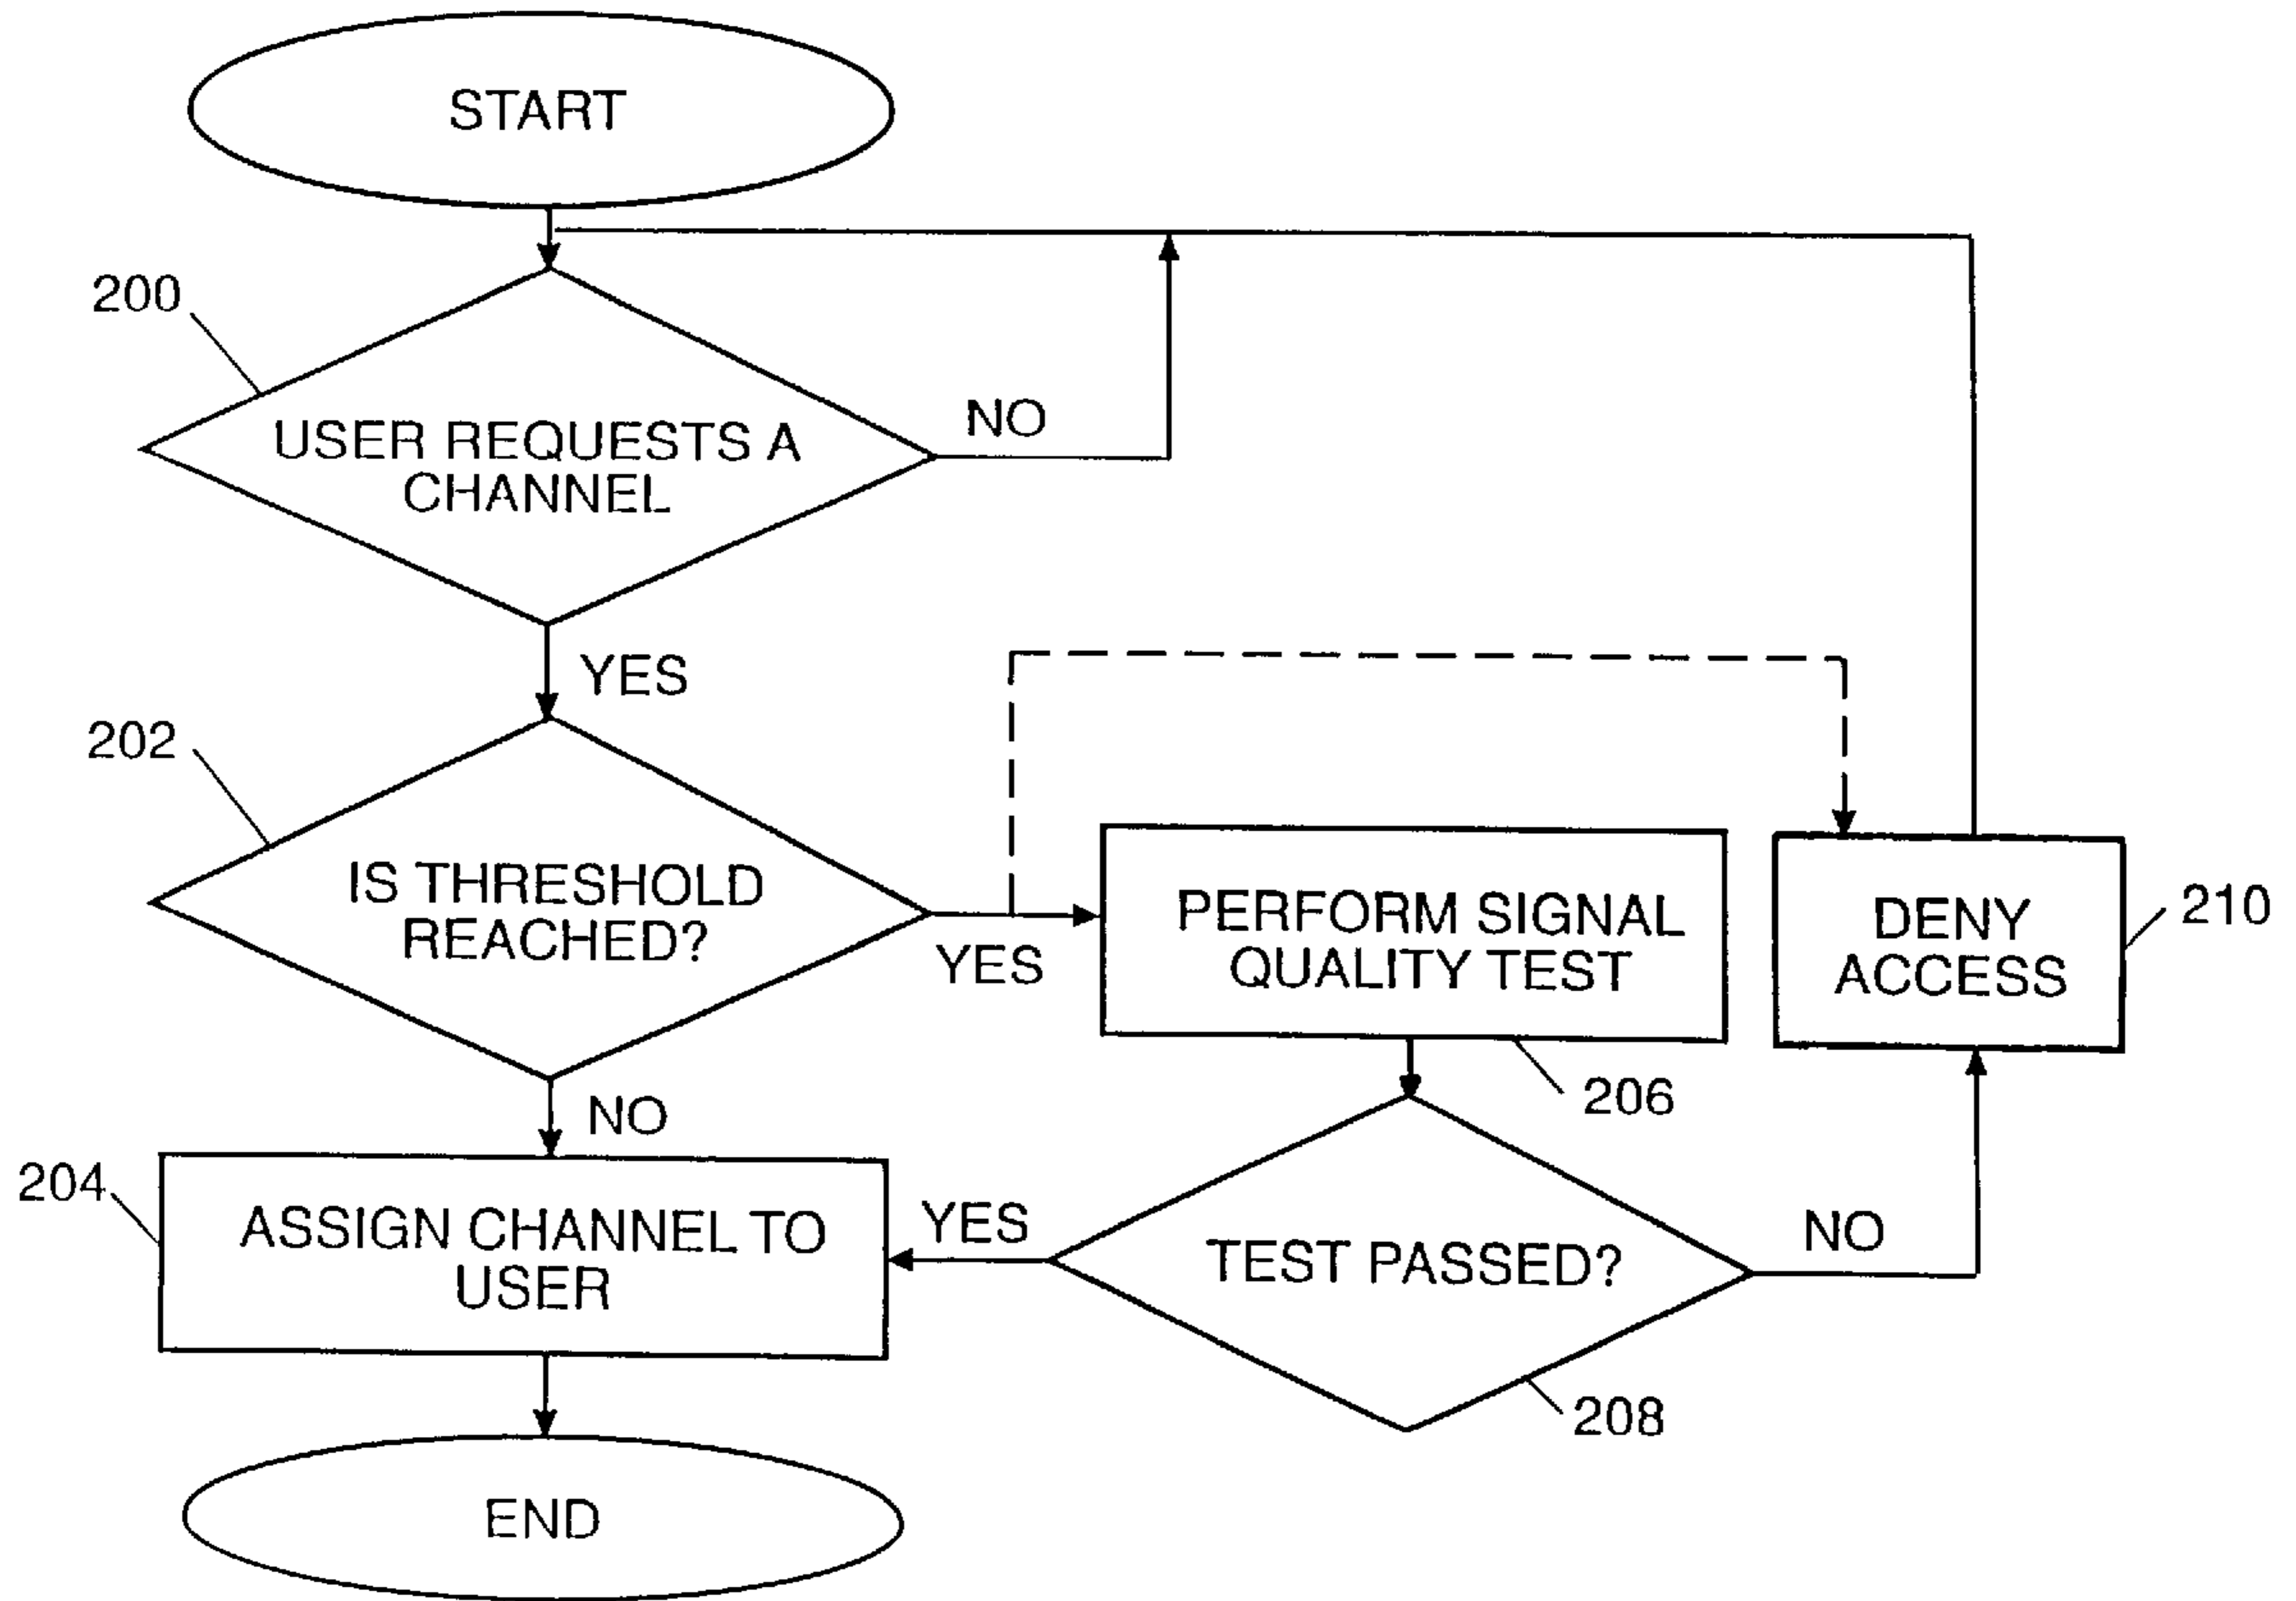 START
200
USER REQUESTS A
CHANNEL
NO
YES
202
IS THRESHOLD
REACHED?
YES
PERFORM SIGNAL
QUALITY TEST
206
DENY
ACCESS
210
NO
204
ASSIGN CHANNEL TO
USER
YES
TEST PASSED?
NO
208
END